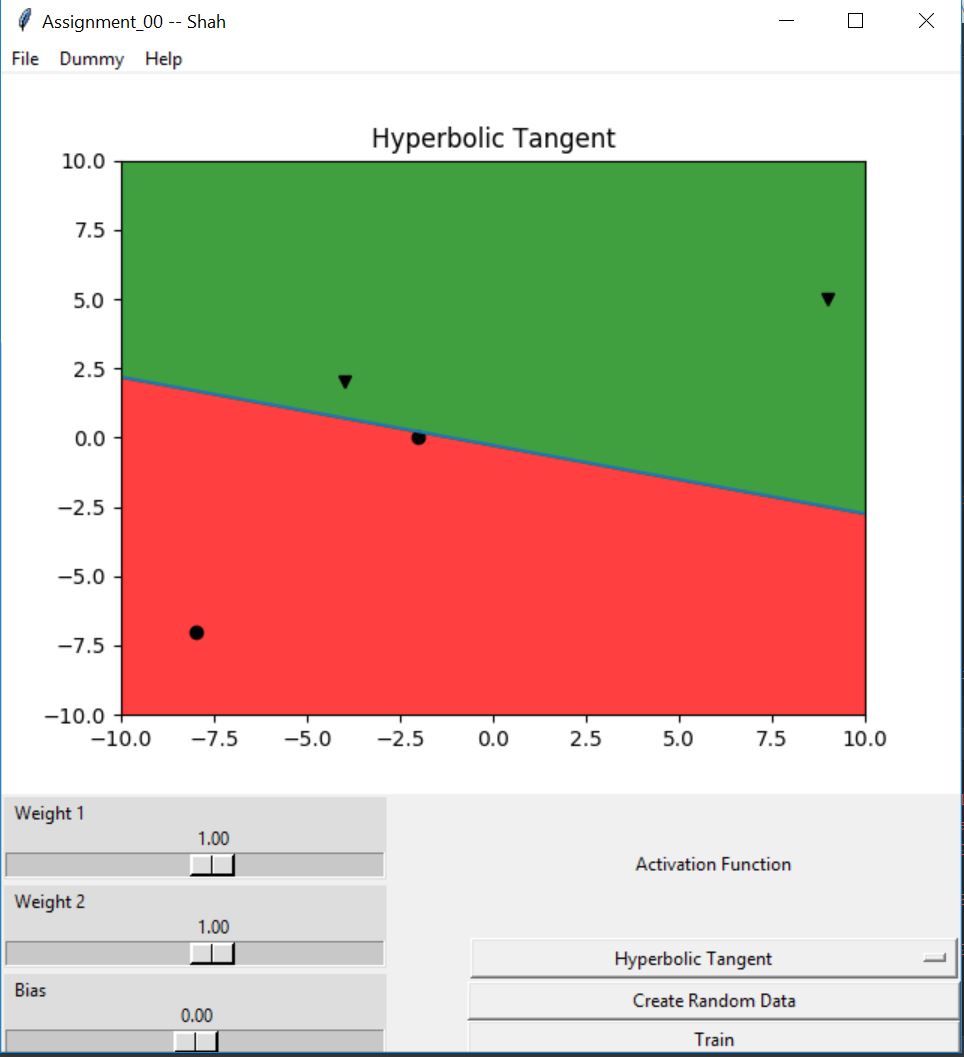 Assignment_00 -- Shah
File Dummy Help
Hyperbolic Tangent
10.0
7.5
5.0
2.5
0.0
−2.5
−5.0
−7.5
−10.0
−10.0 −7.5 −5.0 −2.5 0.0 2.5 5.0 7.5 10.0
Weight 1
1.00
Weight 2
1.00
Bias
0.00
Activation Function
Hyperbolic Tangent
Create Random Data
Train